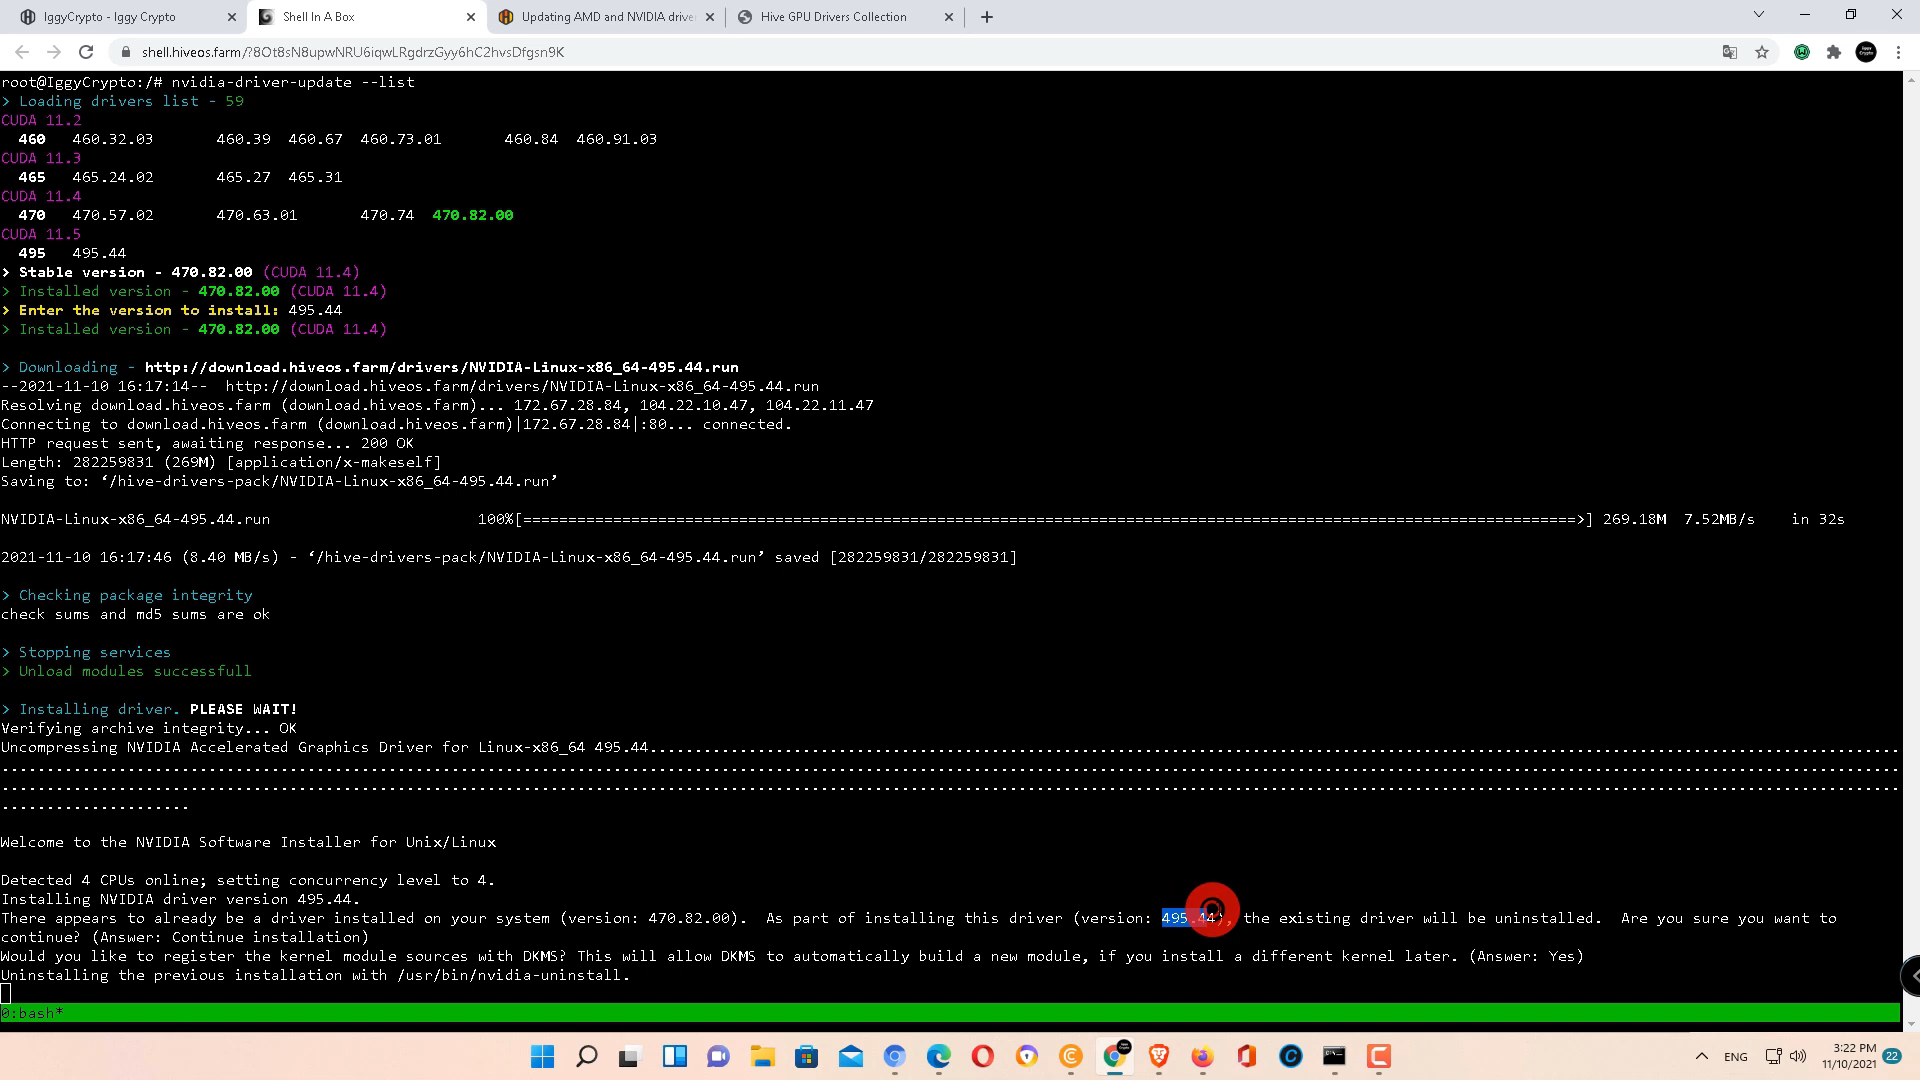 IggyCrypto - Iggy Crypto
Shell In A Box
Updating AMD and NVIDIA drive
Hive GPU Drivers Collection
shell.hiveos.farm/?8Ot8sN8upwNRU6iqwLRgdrzGyy6hC2hvsDfgsn9K
root@IggyCrypto:/# nvidia-driver-update --list
> Loading drivers list - 59
CUDA 11.2
460 460.32.03 460.39 460.67 460.73.01 460.84 460.91.03
CUDA 11.3
465 465.24.02 465.27 465.31
CUDA 11.4
470 470.57.02 470.63.01 470.74 470.82.00
CUDA 11.5
495 495.44
> Stable version - 470.82.00 (CUDA 11.4)
> Installed version - 470.82.00 (CUDA 11.4)
> Enter the version to install: 495.44
> Installed version - 470.82.00 (CUDA 11.4)
> Downloading - http://download.hiveos.farm/drivers/NVIDIA-Linux-x86_64-495.44.run
--2021-11-10 16:17:14-- http://download.hiveos.farm/drivers/NVIDIA-Linux-x86_64-495.44.run
Resolving download.hiveos.farm (download.hiveos.farm)... 172.67.28.84, 104.22.10.47, 104.22.11.47
Connecting to download.hiveos.farm (download.hiveos.farm)|172.67.28.84|:80... connected.
HTTP request sent, awaiting response... 200 OK
Length: 282259831 (269M) [application/x-makeself]
Saving to: ‘/hive-drivers-pack/NVIDIA-Linux-x86_64-495.44.run’
NVIDIA-Linux-x86_64-495.44.run 100%[=====================================================================================================================>] 269.18M 7.52MB/s in 32s
2021-11-10 16:17:46 (8.40 MB/s) - ‘/hive-drivers-pack/NVIDIA-Linux-x86_64-495.44.run’ saved [282259831/282259831]
> Checking package integrity
check sums and md5 sums are ok
> Stopping services
> Unload modules successfull
> Installing driver. PLEASE WAIT!
Verifying archive integrity... OK
Uncompressing NVIDIA Accelerated Graphics Driver for Linux-x86_64 495.44...........................................................................................................................................
Welcome to the NVIDIA Software Installer for Unix/Linux
Detected 4 CPUs online; setting concurrency level to 4.
Installing NVIDIA driver version 495.44.
There appears to already be a driver installed on your system (version: 470.82.00). As part of installing this driver (version: 495.44), the existing driver will be uninstalled. Are you sure you want to
continue? (Answer: Continue installation)
Would you like to register the kernel module sources with DKMS? This will allow DKMS to automatically build a new module, if you install a different kernel later. (Answer: Yes)
Uninstalling the previous installation with /usr/bin/nvidia-uninstall.
0:bash*
ENG
3:22 PM
11/10/2021
22